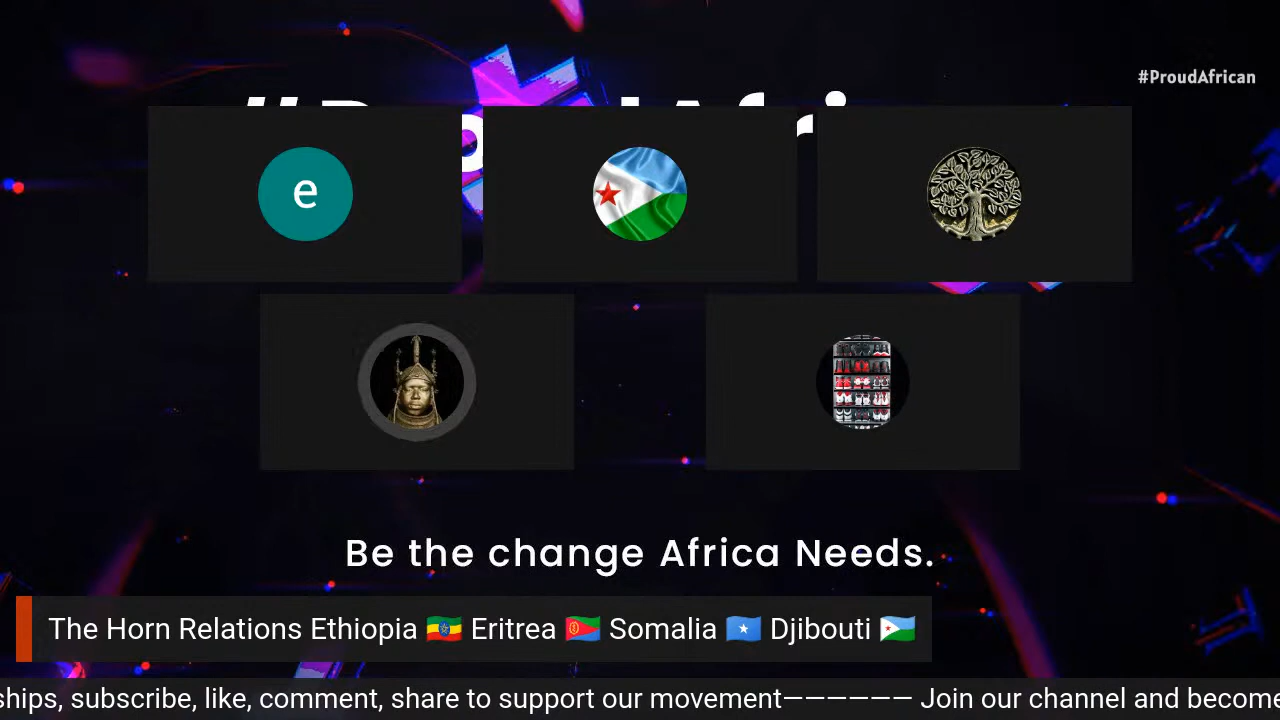 #ProudAfrican
e
Be the change Africa Needs.
The Horn Relations Ethiopia 🇪🇹 Eritrea 🇪🇷 Somalia 🇸🇴 Djibouti 🇩🇯
ships, subscribe, like, comment, share to support our movement—————— Join our channel and become